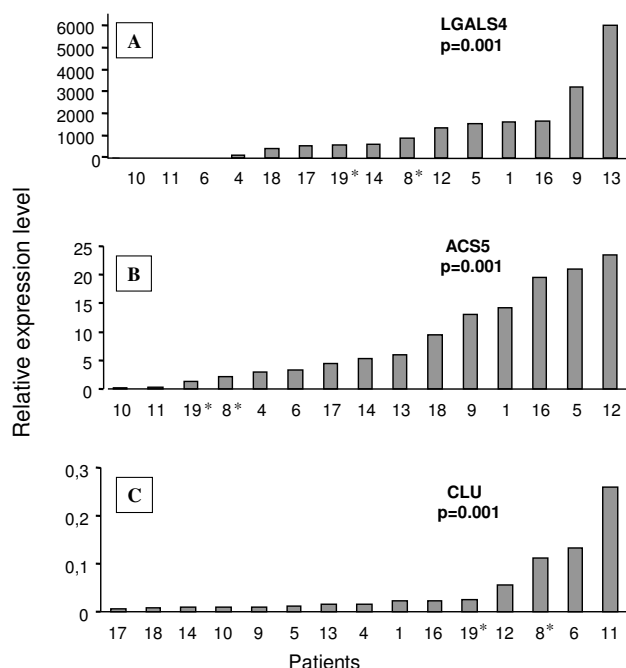 A
LGALS4
p=0.001
6000
5000
4000
3000
2000
1000
0
10 11 6 4 18 17 19* 14 8* 12 5 1 16 9 13
Relative expression level
B
ACS5
p=0.001
25
20
15
10
5
0
10 11 19* 8* 4 6 17 14 13 18 9 1 16 5 12
C
CLU
p=0.001
0,3
0,2
0,1
0
17 18 14 10 9 5 13 4 1 16 19* 12 8* 6 11
Patients